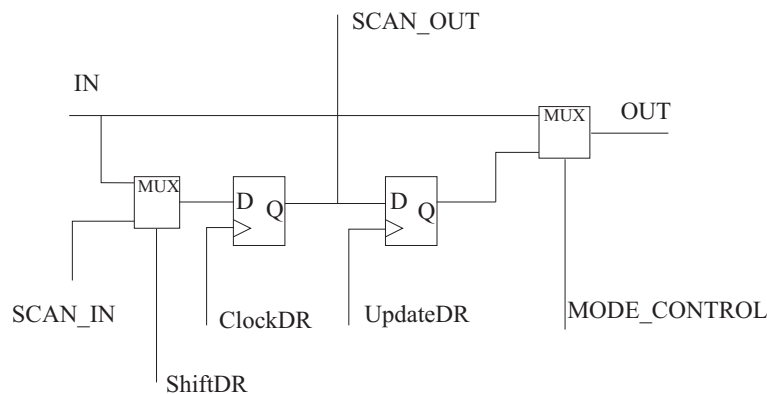 SCAN_OUT
IN
MUX
OUT
MUX
D
Q
D
Q
SCAN_IN
ClockDR
UpdateDR
MODE_CONTROL
ShiftDR